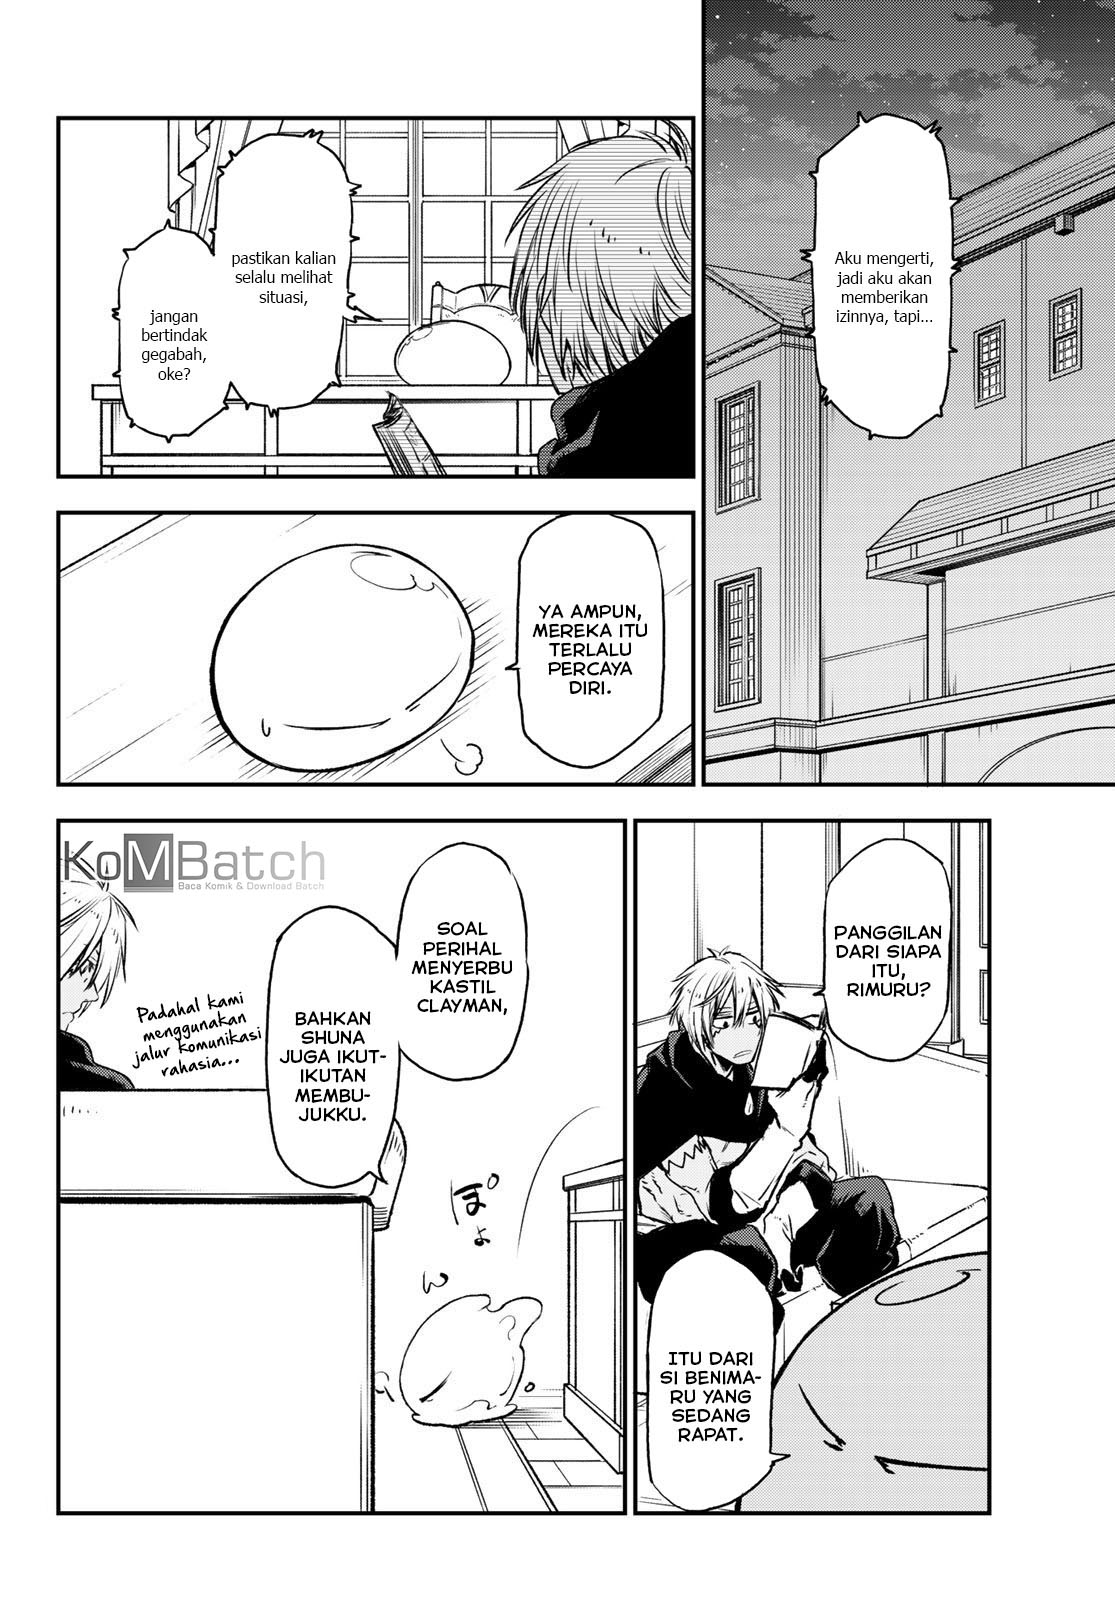 Aku mengerti,
jadi aku akan
memberikan
izinnya, tapi...
pastikan kalian
selalu melihat
situasi,
jangan
bertindak
gegabah,
oke?
YA AMPUN,
MEREKA ITU
TERLALU
PERCAYA
DIRI.
PANGGILAN
DARI SIAPA
ITU,
RIMURU?
ITU DARI
SI BENIMA-
RU YANG
SEDANG
RAPAT.
SOAL
PERIHAL
MENYERBU
KASTIL
CLAYMAN,
BAHKAN
SHUNA
JUGA IKUT-
IKUTAN
MEMBU-
JUKKU.
Padahal kami
menggunakan
jalur komunikasi
rahasia...
ぽよん
KoMBatch
Baca Komik & Download Batch